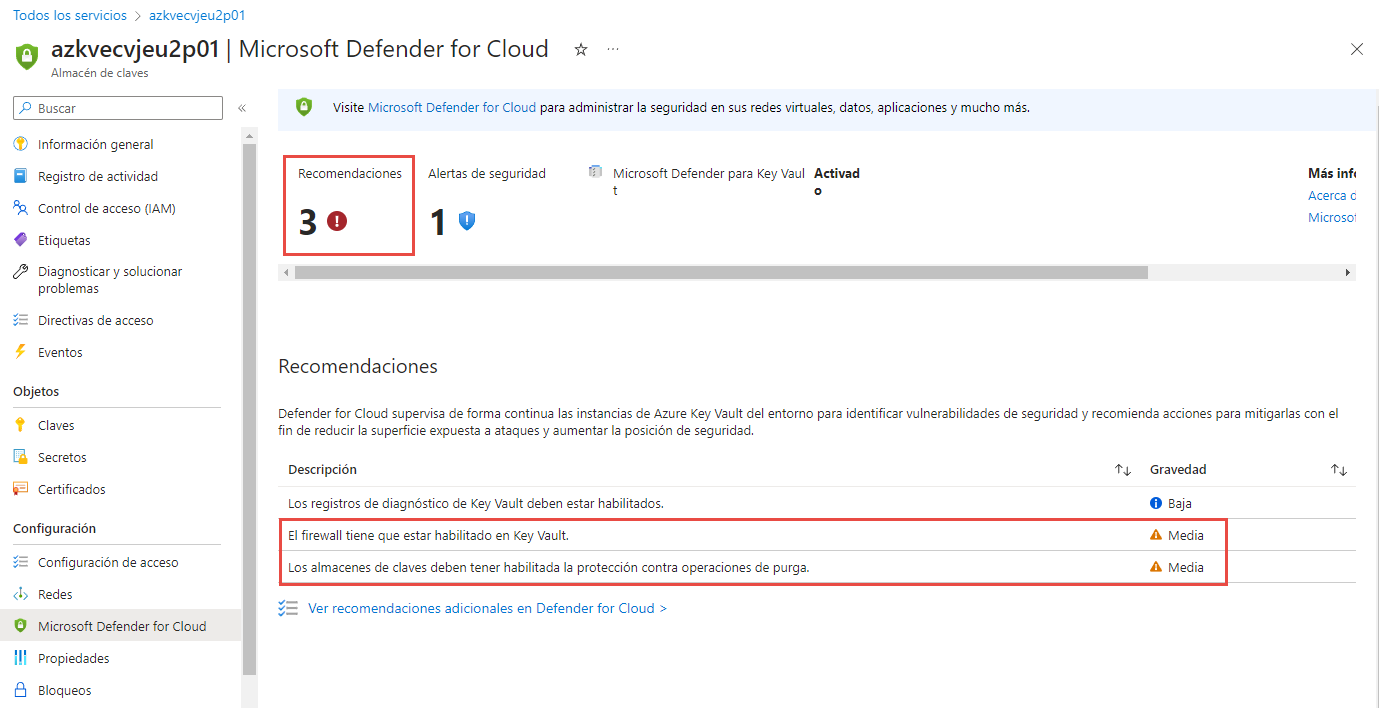 Todos los servicios > azkvecvjeu2p01
azkvecvjeu2p01 | Microsoft Defender for Cloud
Almacén de claves
Buscar
Información general
Registro de actividad
Control de acceso (IAM)
Etiquetas
Diagnosticar y solucionar
problemas
Directivas de acceso
Eventos
Objetos
Claves
Secretos
Certificados
Configuración
Configuración de acceso
Redes
Microsoft Defender for Cloud
Propiedades
Bloqueos
Visite Microsoft Defender for Cloud para administrar la seguridad en sus redes virtuales, datos, aplicaciones y mucho más.
Recomendaciones
3
Alertas de seguridad
1
Microsoft Defender para Key Vaul
t
Activad
o
Más info
Acerca d
Microsof
Recomendaciones
Defender for Cloud supervisa de forma continua las instancias de Azure Key Vault del entorno para identificar vulnerabilidades de seguridad y recomienda acciones para mitigarlas con el
fin de reducir la superficie expuesta a ataques y aumentar la posición de seguridad.
Descripción Gravedad
Los registros de diagnóstico de Key Vault deben estar habilitados. Baja
El firewall tiene que estar habilitado en Key Vault. Media
Los almacenes de claves deben tener habilitada la protección contra operaciones de purga. Media
Ver recomendaciones adicionales en Defender for Cloud >